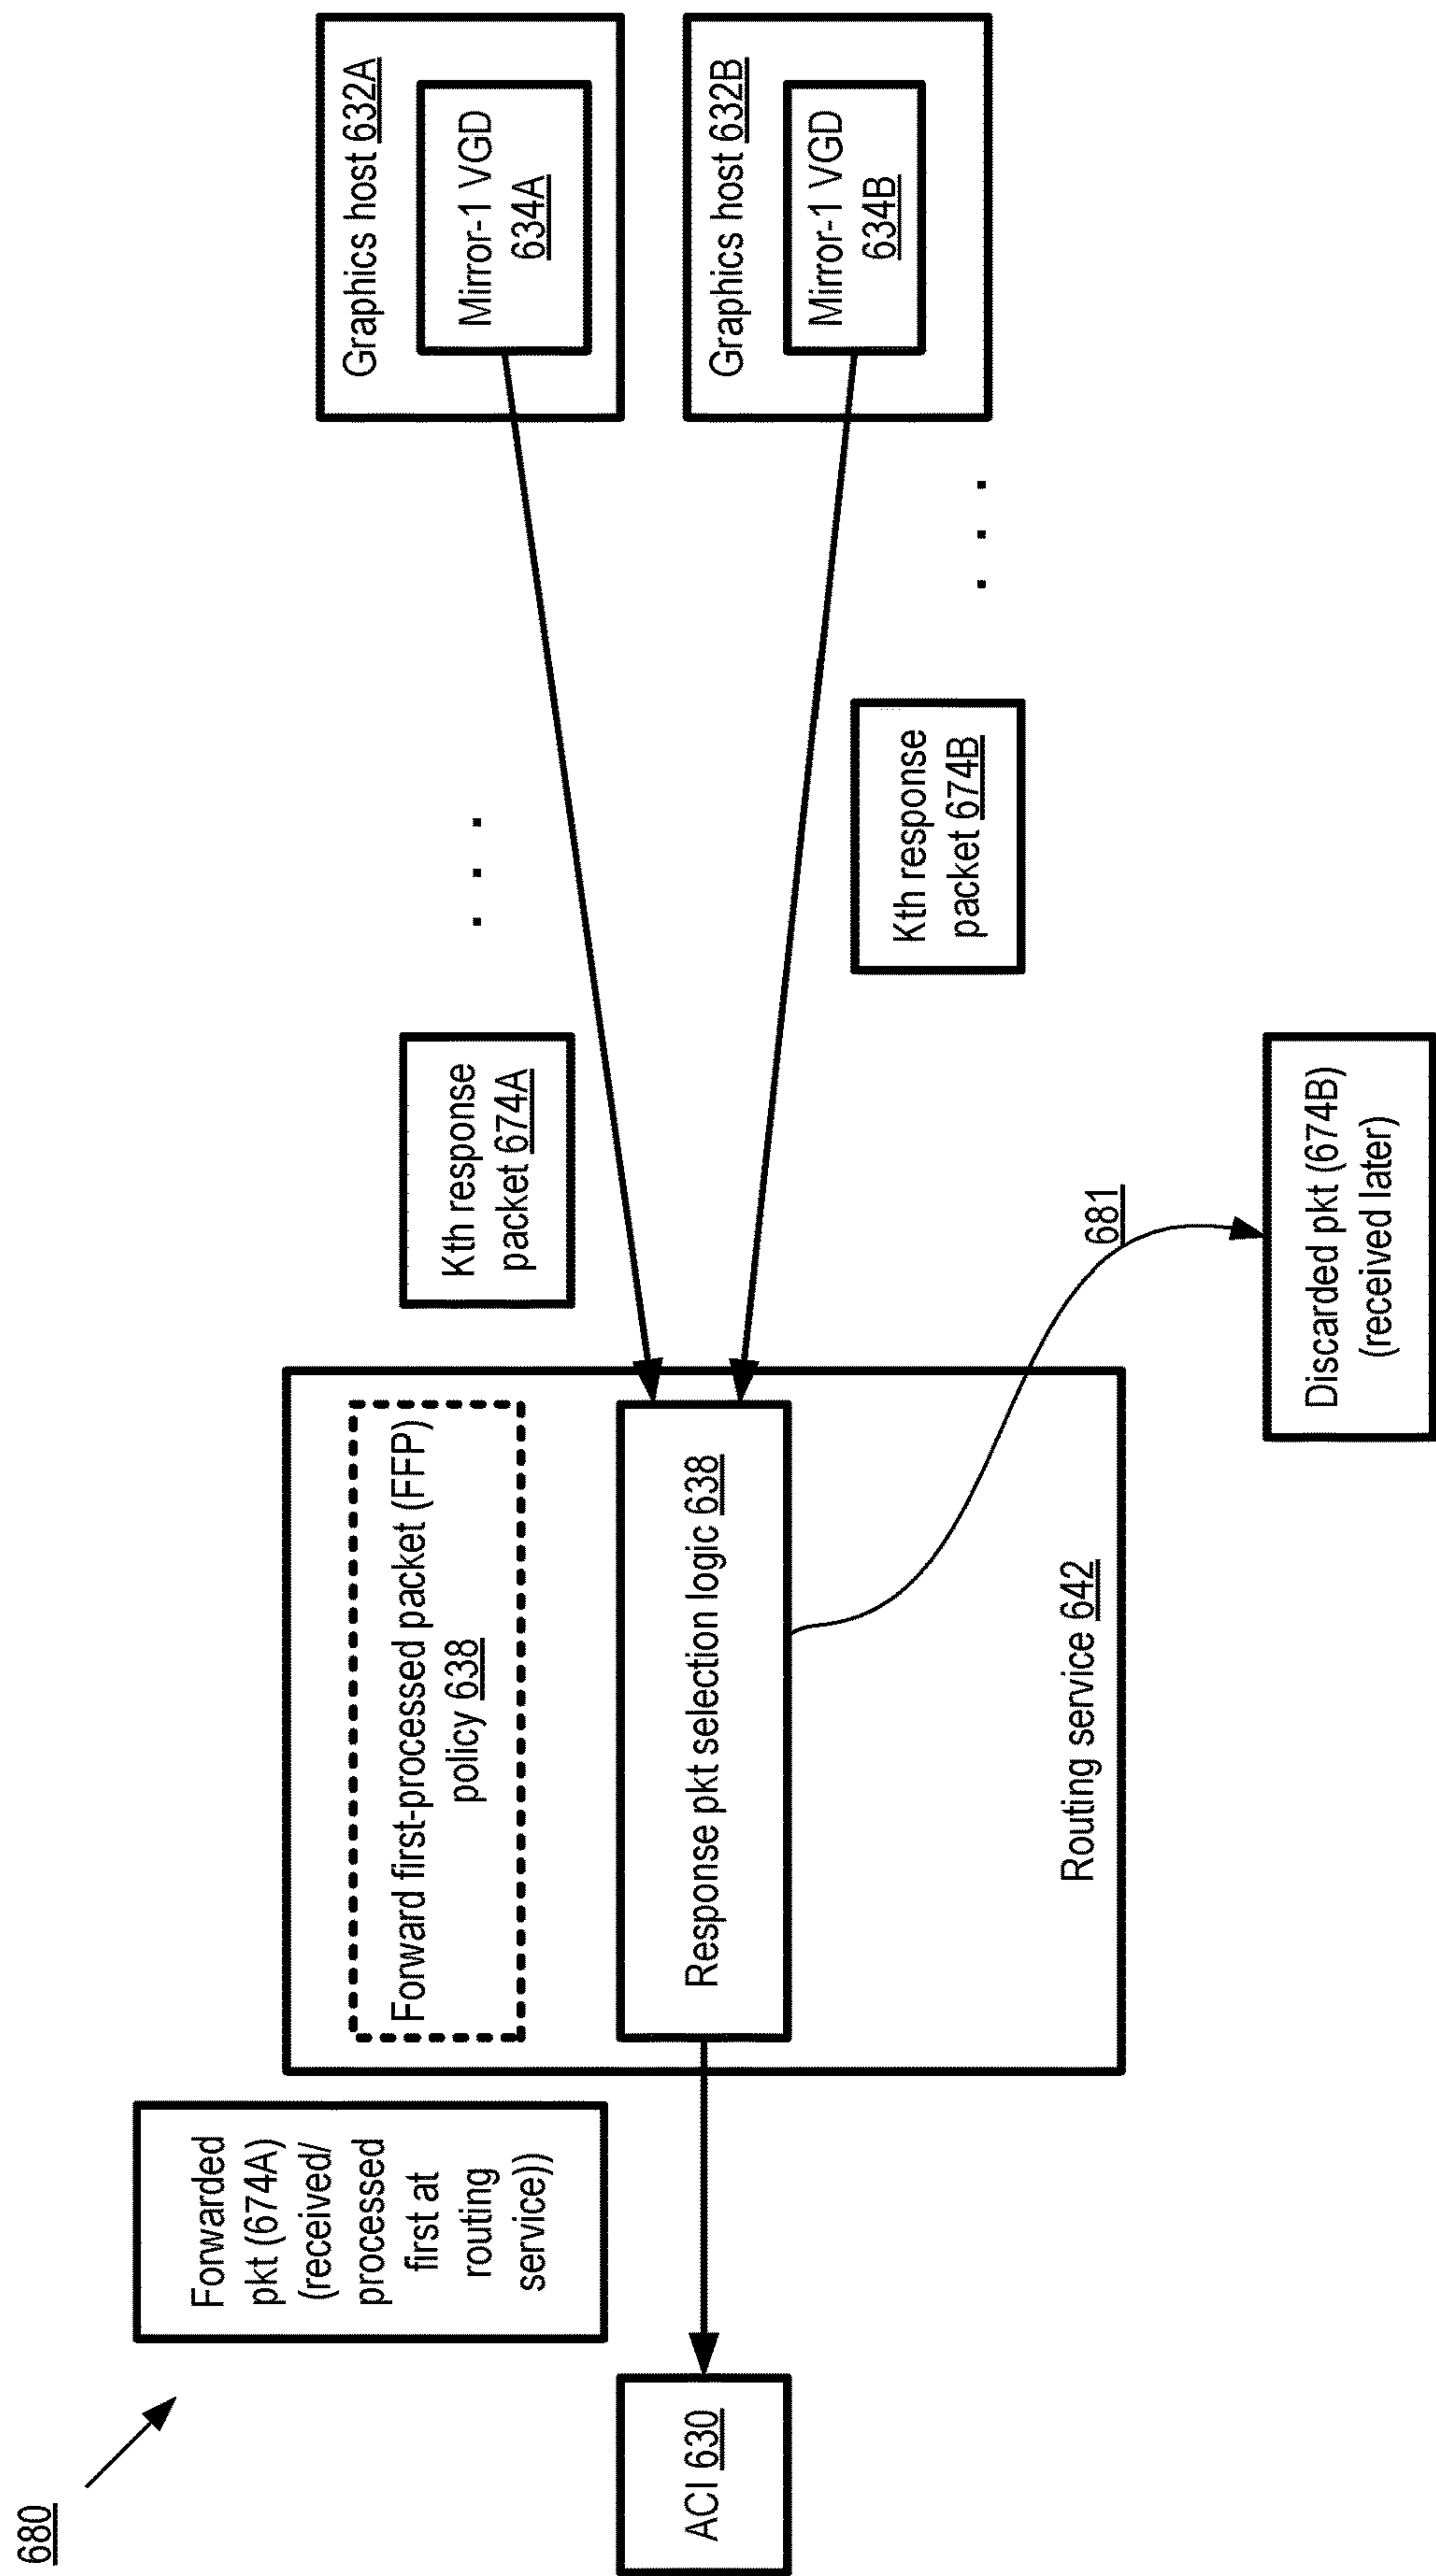 680
Forwarded
pkt (674A)
(received/
processed
first at
routing
service))
ACI 630
Forward first-processed packet (FFP)
policy 638
Response pkt selection logic 638
Routing service 642
Kth response
packet 674A
. . .
Kth response
packet 674B
. . .
681
Discarded pkt (674B)
(received later)
Graphics host 632A
Mirror-1 VGD
634A
Graphics host 632B
Mirror-1 VGD
634B